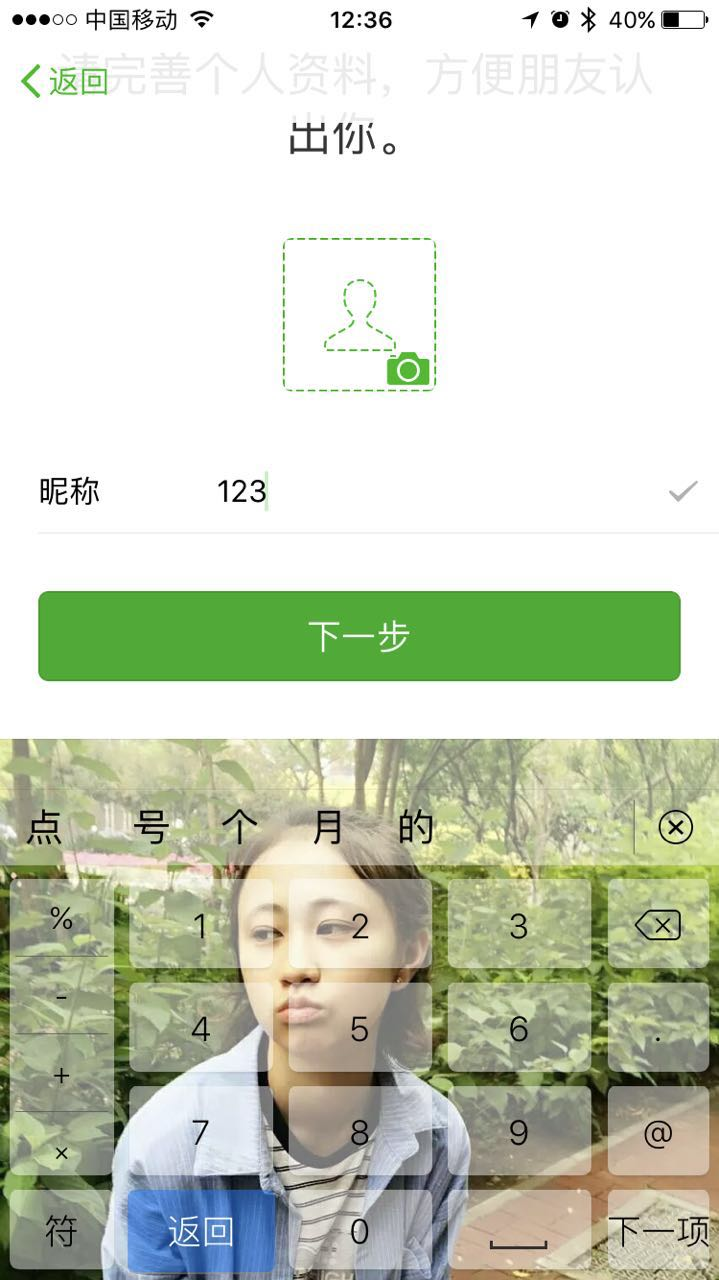 中国移动 12:36 40%
请完善个人资料，方便朋友认
返回
出你。
昵称 123
下一步
点 号 个 月 的
% 1 2 3
- 4 5 6 .
+ 7 8 9 @
×
符 返回 0 下一项